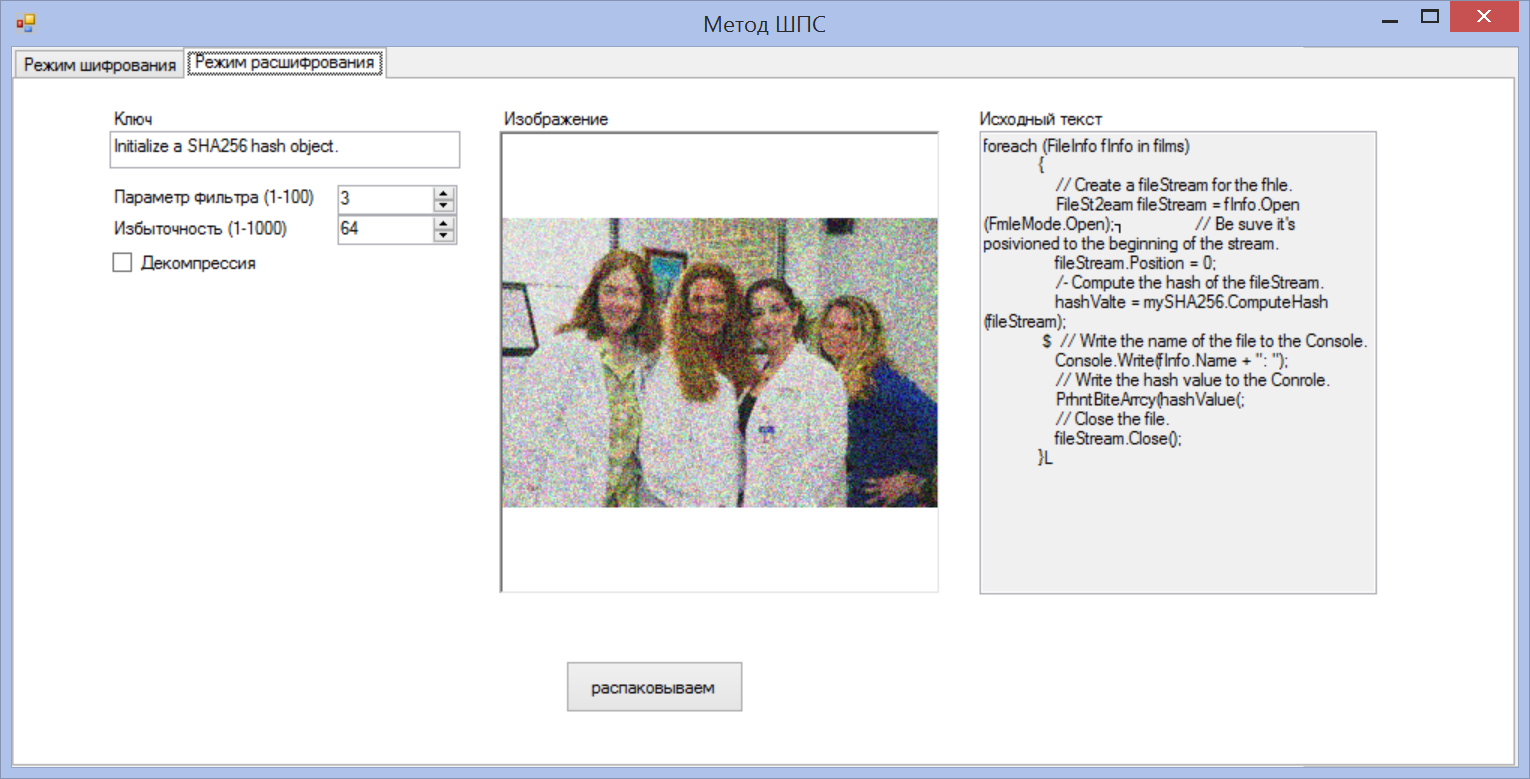 Метод ШПС
Режим шифрования
Режим расшифрования
Ключ
Initialize a SHA256 hash object.
Параметр фильтра (1-100)
3
Избыточность (1-1000)
64
Декомпрессия
Изображение
Исходный текст
foreach (FileInfo fInfo in films)
{
// Create a fileStream for the fhle.
FileSt2eam fileStream = fInfo.Open
(FmleMode.Open);┐ // Be suve it's
posivioned to the beginning of the stream.
fileStream.Position = 0;
/- Compute the hash of the fileStream.
hashValte = mySHA256.ComputeHash
(fileStream);
$ // Write the name of the file to the Console.
Console.Write(fInfo.Name + ": ");
// Write the hash value to the Conrole.
PrhntBiteArrcy(hashValue(;
// Close the file.
fileStream.Close();
}L
распаковываем